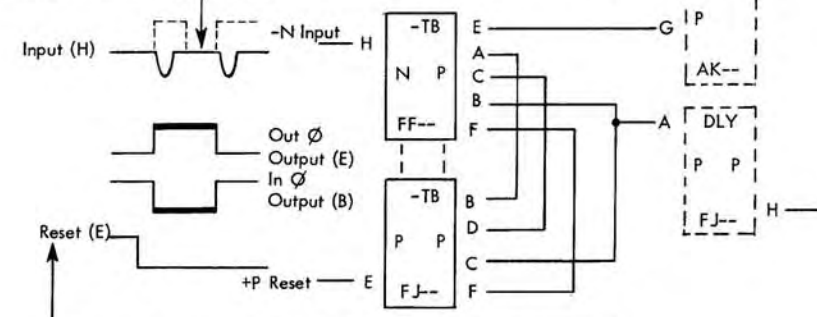 Input (H)
-N Input
H
-TB
N P
FF--
E
A
C
B
F
G
P
AK--
A
DLY
P P
FJ--
H
Out Ø
Output (E)
In Ø
Output (B)
Reset (E)
+P Reset
E
-TB
P P
FJ--
B
D
C
F